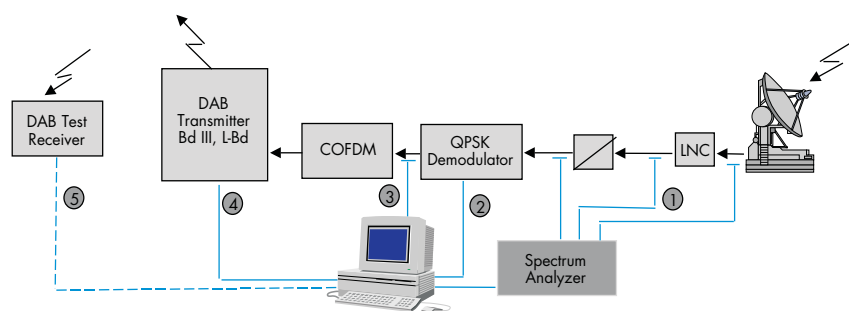 DAB Test
Receiver
DAB
Transmitter
Bd III, L-Bd
COFDM
QPSK
Demodulator
LNC
5
4
3
2
1
Spectrum
Analyzer